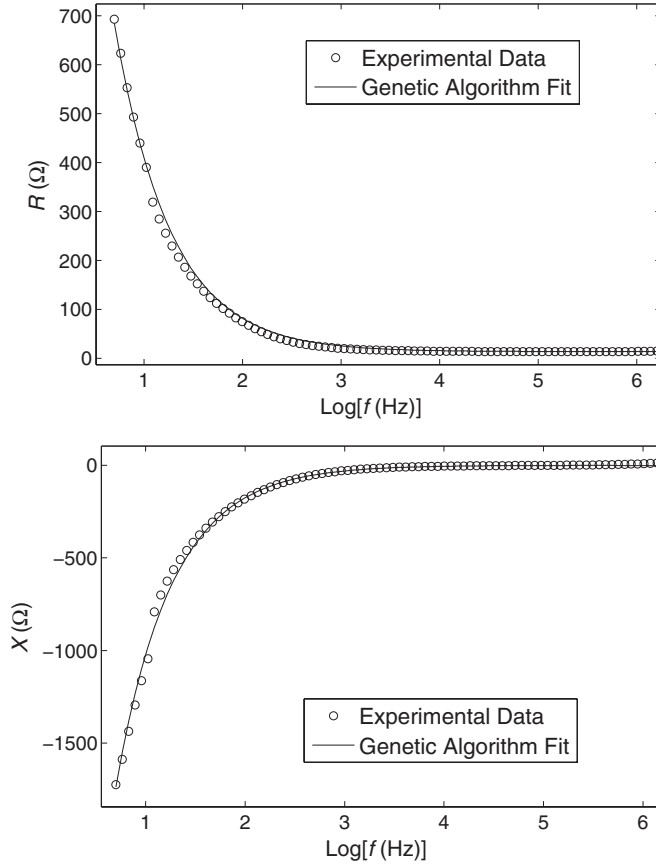 700
600
500
400
300
200
100
0
R (Ω)
Experimental Data
Genetic Algorithm Fit
1 2 3 4 5 6
Log[f (Hz)]
0
−500
−1000
−1500
X (Ω)
Experimental Data
Genetic Algorithm Fit
1 2 3 4 5 6
Log[f (Hz)]